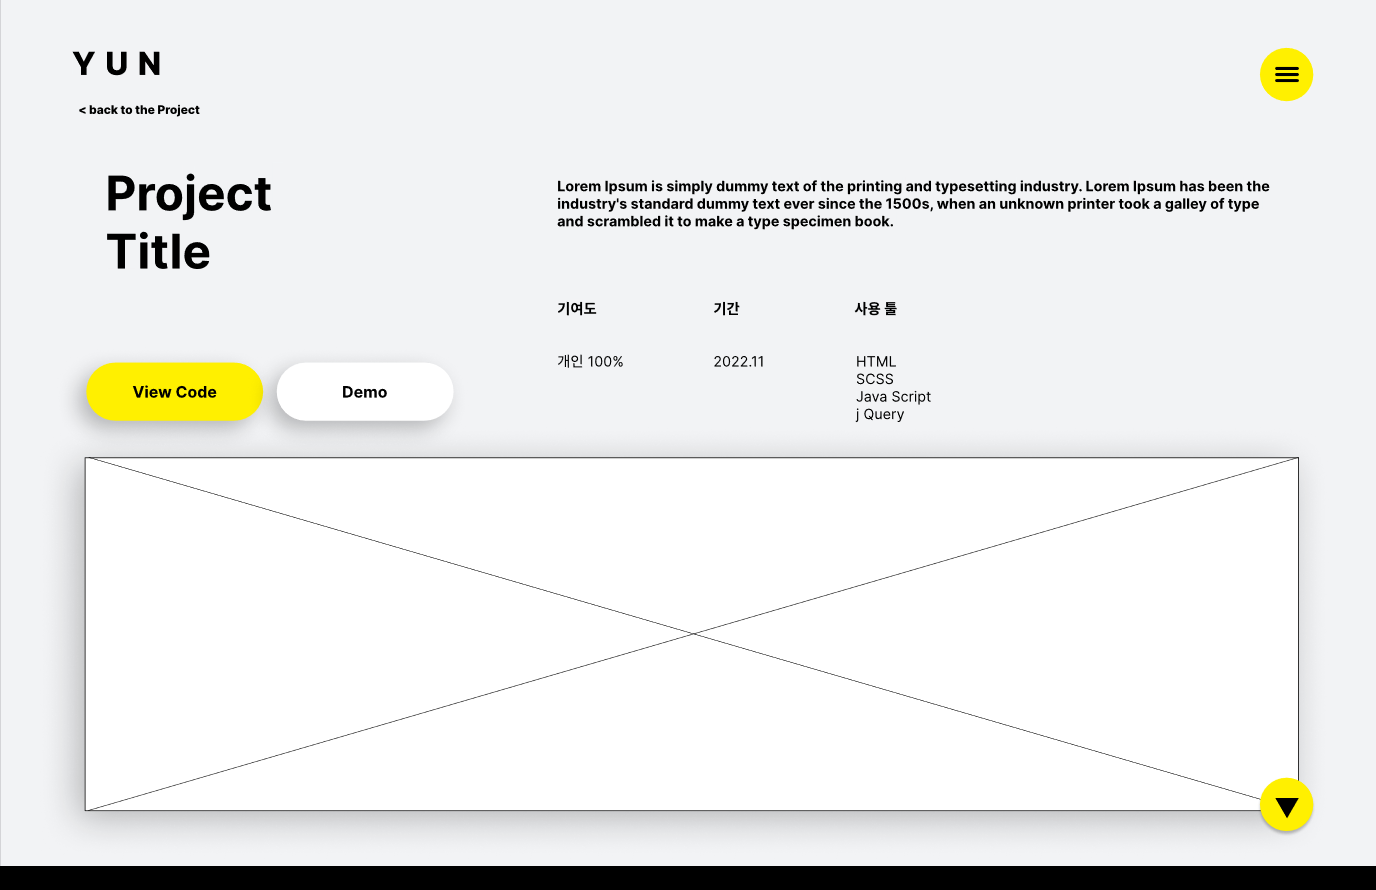 YUN
< back to the Project
Project
Title
Lorem Ipsum is simply dummy text of the printing and typesetting industry. Lorem Ipsum has been the
industry's standard dummy text ever since the 1500s, when an unknown printer took a galley of type
and scrambled it to make a type specimen book.
기여도 기간 사용 툴
개인 100% 2022.11 HTML
SCSS
Java Script
j Query
View Code Demo